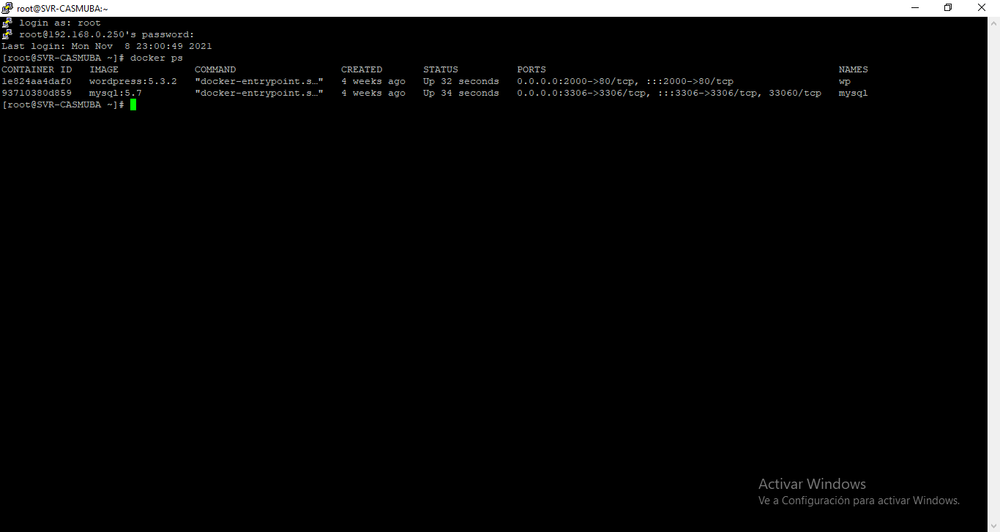 root@SVR-CASMUBA:~
login as: root
root@192.168.0.250's password:
Last login: Mon Nov  8 23:00:49 2021
[root@SVR-CASMUBA ~]# docker ps
CONTAINER ID   IMAGE             COMMAND                  CREATED       STATUS          PORTS                                                  NAMES
1e824aa4daf0   wordpress:5.3.2   "docker-entrypoint.s…"   4 weeks ago   Up 32 seconds   0.0.0.0:2000->80/tcp, :::2000->80/tcp                  wp
93710380d859   mysql:5.7         "docker-entrypoint.s…"   4 weeks ago   Up 34 seconds   0.0.0.0:3306->3306/tcp, :::3306->3306/tcp, 33060/tcp   mysql
[root@SVR-CASMUBA ~]#
Activar Windows
Ve a Configuración para activar Windows.